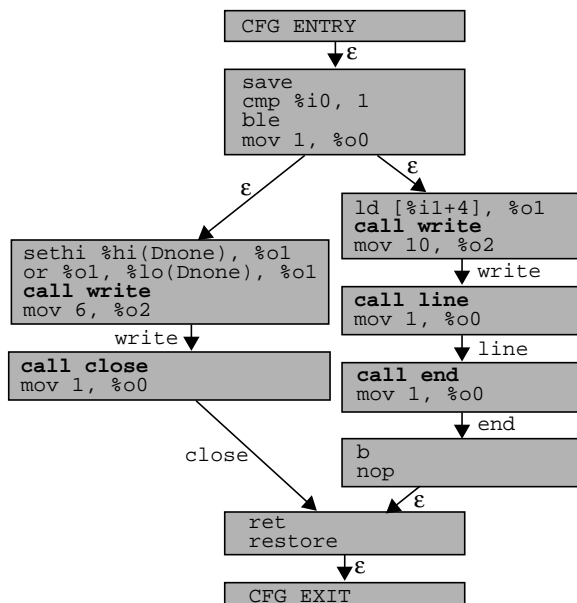 CFG ENTRY
ε
save
cmp %i0, 1
ble
mov 1, %o0
ε
ε
sethi %hi(Dnone), %o1
or %o1, %lo(Dnone), %o1
call write
mov 6, %o2
write
call close
mov 1, %o0
close
ld [%i1+4], %o1
call write
mov 10, %o2
write
call line
mov 1, %o0
line
call end
mov 1, %o0
end
b
nop
ε
ret
restore
ε
CFG EXIT